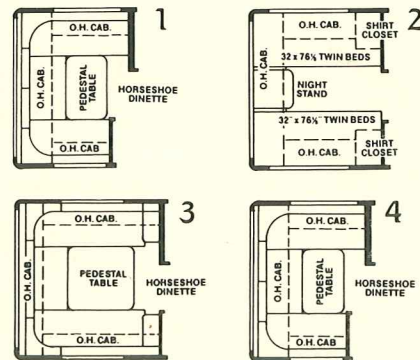 1
O.H. CAB.
O.H. CAB.
PEDESTAL
TABLE
HORSESHOE
DINETTE
O.H. CAB
2
O.H. CAB.
SHIRT
CLOSET
32 x 76½ TWIN BEDS
O.H. CAB.
NIGHT
STAND
32" x 76½" TWIN BEDS
O.H. CAB.
SHIRT
CLOSET
3
O.H. CAB.
O.H. CAB.
PEDESTAL
TABLE
HORSESHOE
DINETTE
O.H. CAB.
4
O.H. CAB.
O.H. CAB.
PEDESTAL
TABLE
HORSESHOE
DINETTE
O.H. CAB